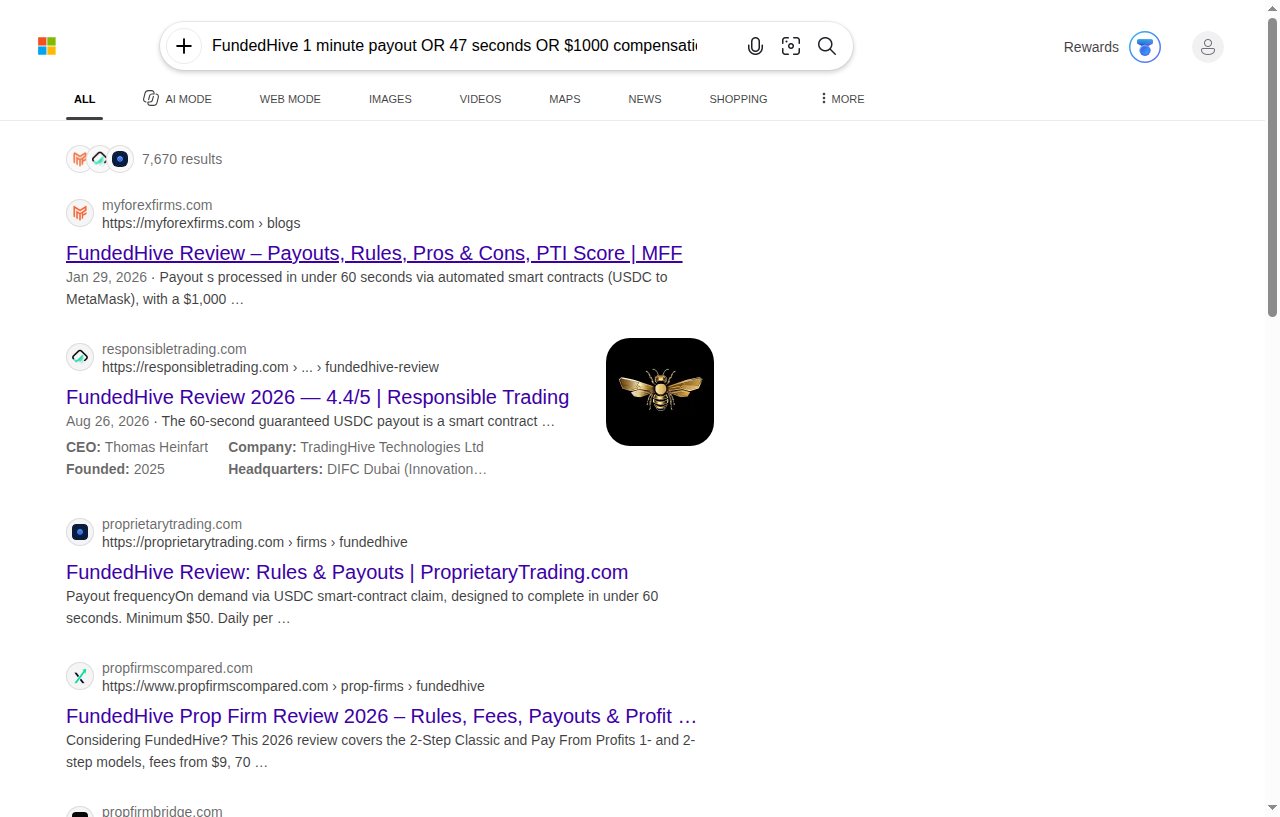 FundedHive 1 minute payout OR 47 seconds OR $1000 compensati
Rewards
ALL
AI MODE
WEB MODE
IMAGES
VIDEOS
MAPS
NEWS
SHOPPING
MORE
7,670 results
myforexfirms.com
https://myforexfirms.com › blogs
FundedHive Review – Payouts, Rules, Pros & Cons, PTI Score | MFF
Jan 29, 2026 · Payout s processed in under 60 seconds via automated smart contracts (USDC to
MetaMask), with a $1,000 …
responsibletrading.com
https://responsibletrading.com › ... › fundedhive-review
FundedHive Review 2026 — 4.4/5 | Responsible Trading
Aug 26, 2026 · The 60-second guaranteed USDC payout is a smart contract …
CEO: Thomas Heinfart Company: TradingHive Technologies Ltd
Founded: 2025 Headquarters: DIFC Dubai (Innovation…
proprietarytrading.com
https://proprietarytrading.com › firms › fundedhive
FundedHive Review: Rules & Payouts | ProprietaryTrading.com
Payout frequencyOn demand via USDC smart-contract claim, designed to complete in under 60
seconds. Minimum $50. Daily per …
propfirmscompared.com
https://www.propfirmscompared.com › prop-firms › fundedhive
FundedHive Prop Firm Review 2026 – Rules, Fees, Payouts & Profit …
Considering FundedHive? This 2026 review covers the 2-Step Classic and Pay From Profits 1- and 2-
step models, fees from $9, 70 …
propfirmbridge.com